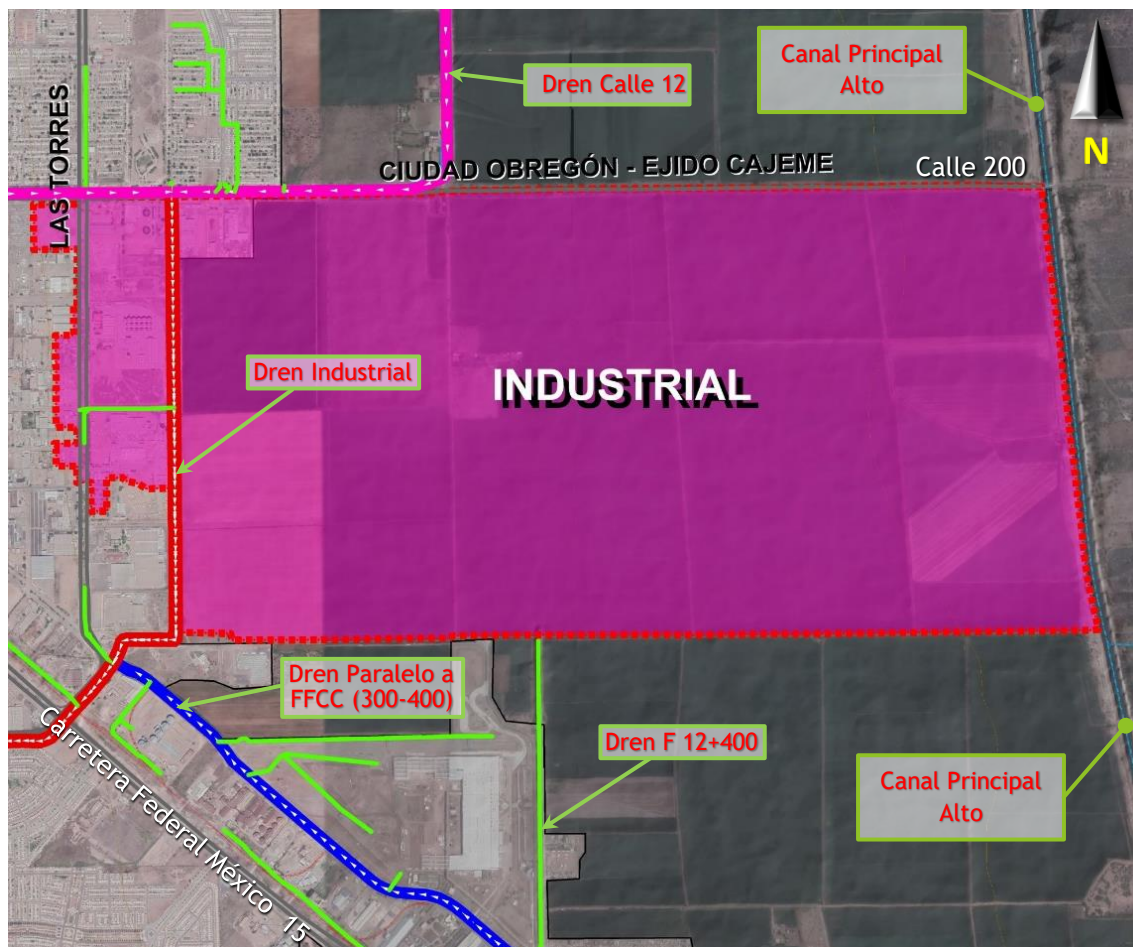 Canal Principal
Alto
Dren Calle 12
LAS TORRES
CIUDAD OBREGÓN - EJIDO CAJEME
Calle 200
N
Dren Industrial
INDUSTRIAL
Dren Paralelo a
FFCC (300-400)
Dren F 12+400
Carretera Federal México 15
Canal Principal
Alto